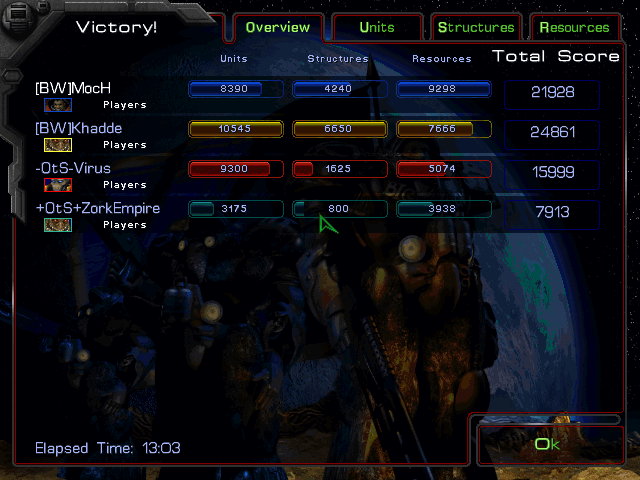 Victory!
Overview
Units
Structures
Resources
Units
Structures
Resources
Total Score
[BW]MocH
8390
4240
9298
21928
Players
[BW]Khadde
10545
6650
7666
24861
Players
-OtS-Virus
9300
1625
5074
15999
Players
+OtS+ZorkEmpire
3175
800
3938
7913
Players
Elapsed Time: 13:03
Ok